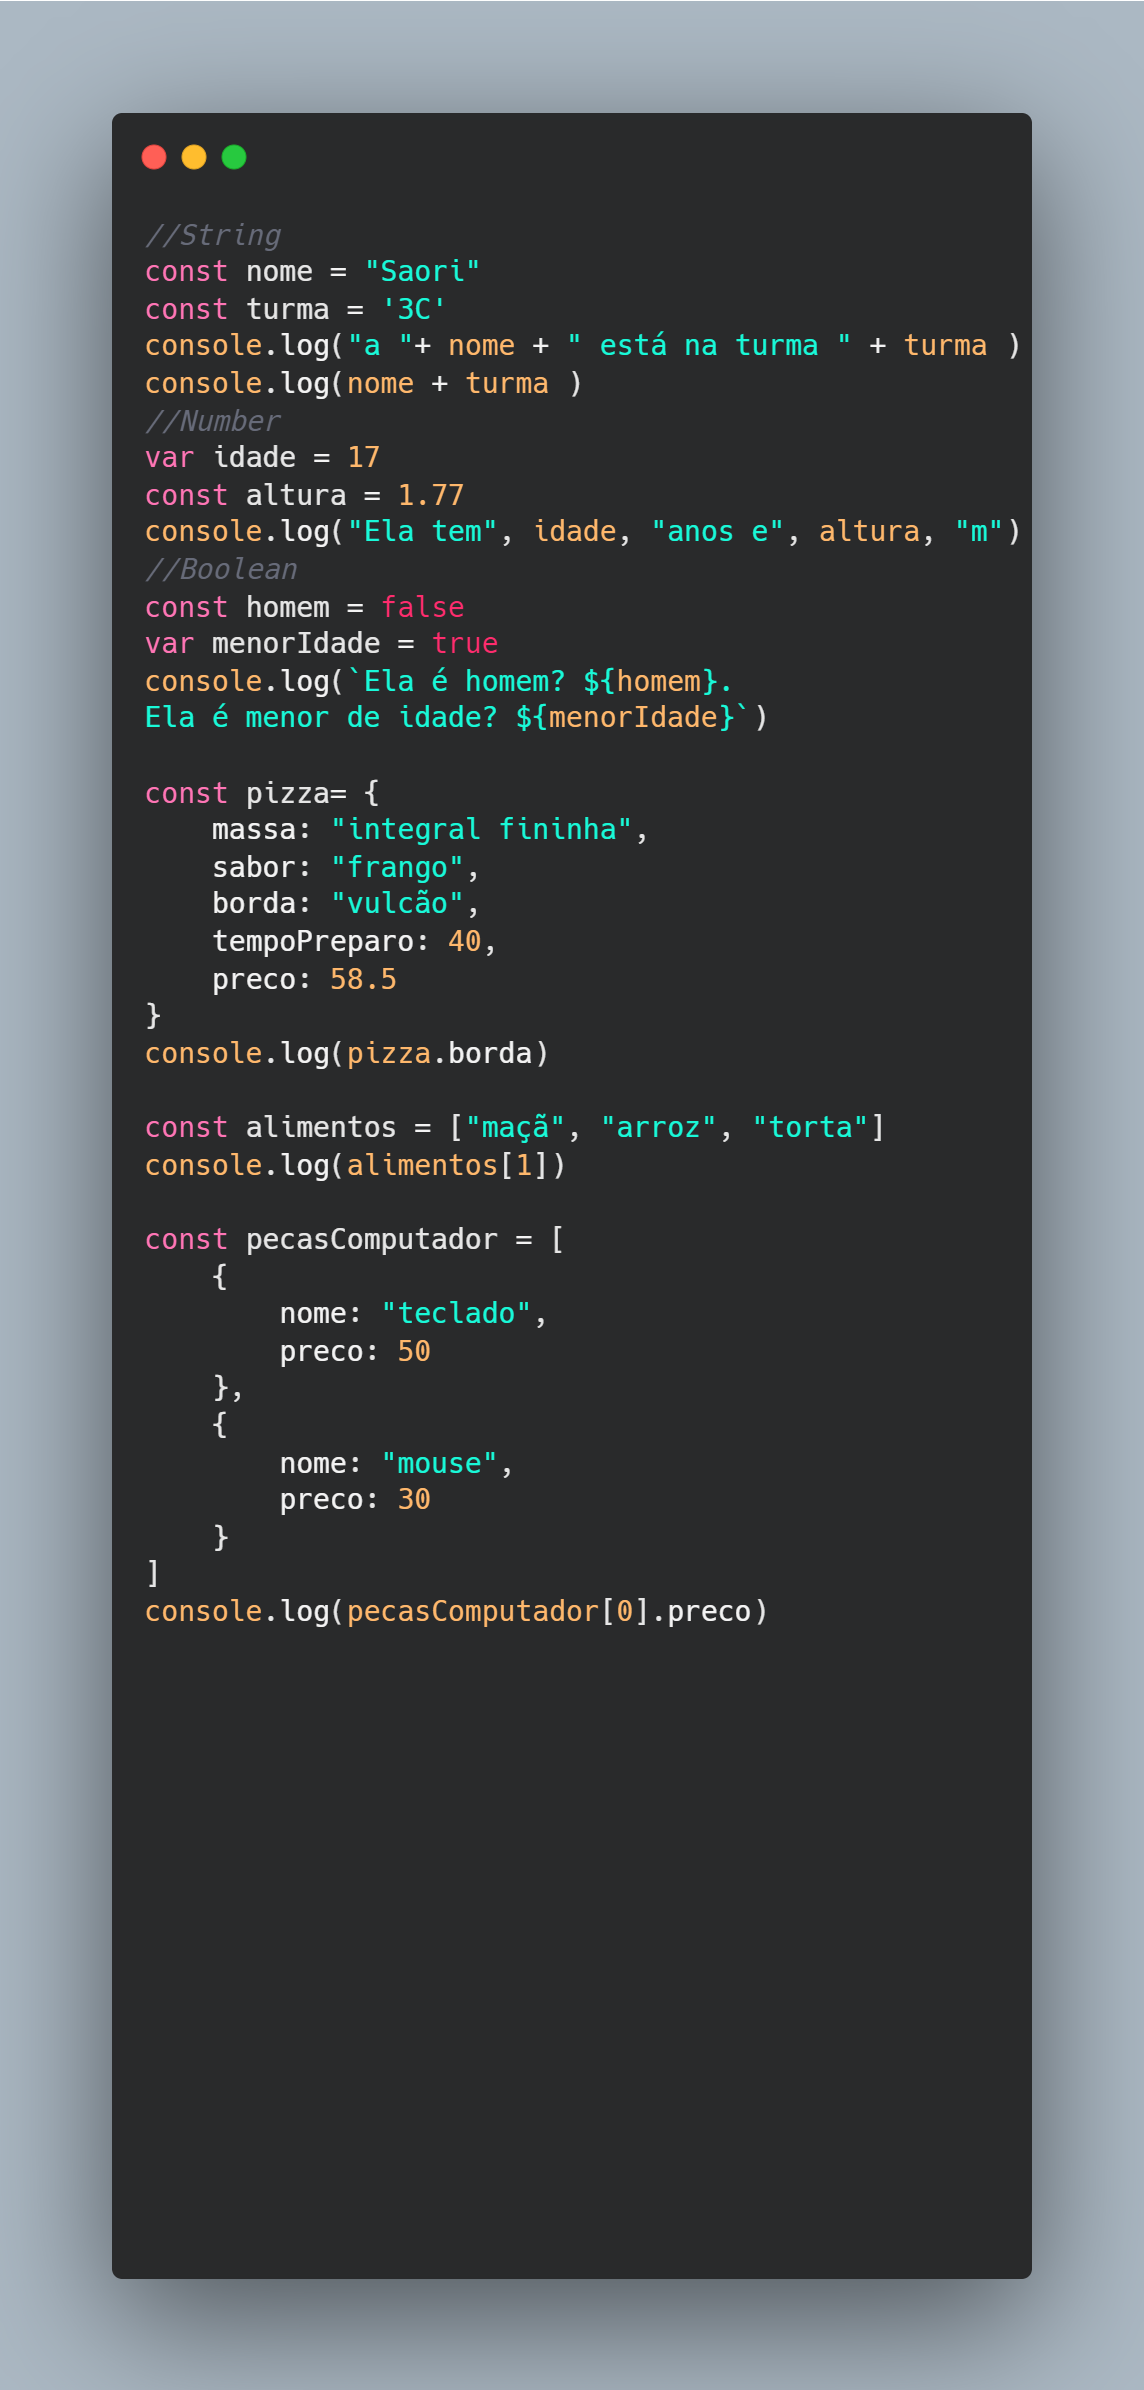 //String
const nome = "Saori"
const turma = '3C'
console.log("a "+ nome + " está na turma " + turma )
console.log(nome + turma )
//Number
var idade = 17
const altura = 1.77
console.log("Ela tem", idade, "anos e", altura, "m")
//Boolean
const homem = false
var menorIdade = true
console.log(`Ela é homem? ${homem}.
Ela é menor de idade? ${menorIdade}`)

const pizza= {
    massa: "integral fininha",
    sabor: "frango",
    borda: "vulcão",
    tempoPreparo: 40,
    preco: 58.5
}
console.log(pizza.borda)

const alimentos = ["maçã", "arroz", "torta"]
console.log(alimentos[1])

const pecasComputador = [
    {
        nome: "teclado",
        preco: 50
    },
    {
        nome: "mouse",
        preco: 30
    }
]
console.log(pecasComputador[0].preco)